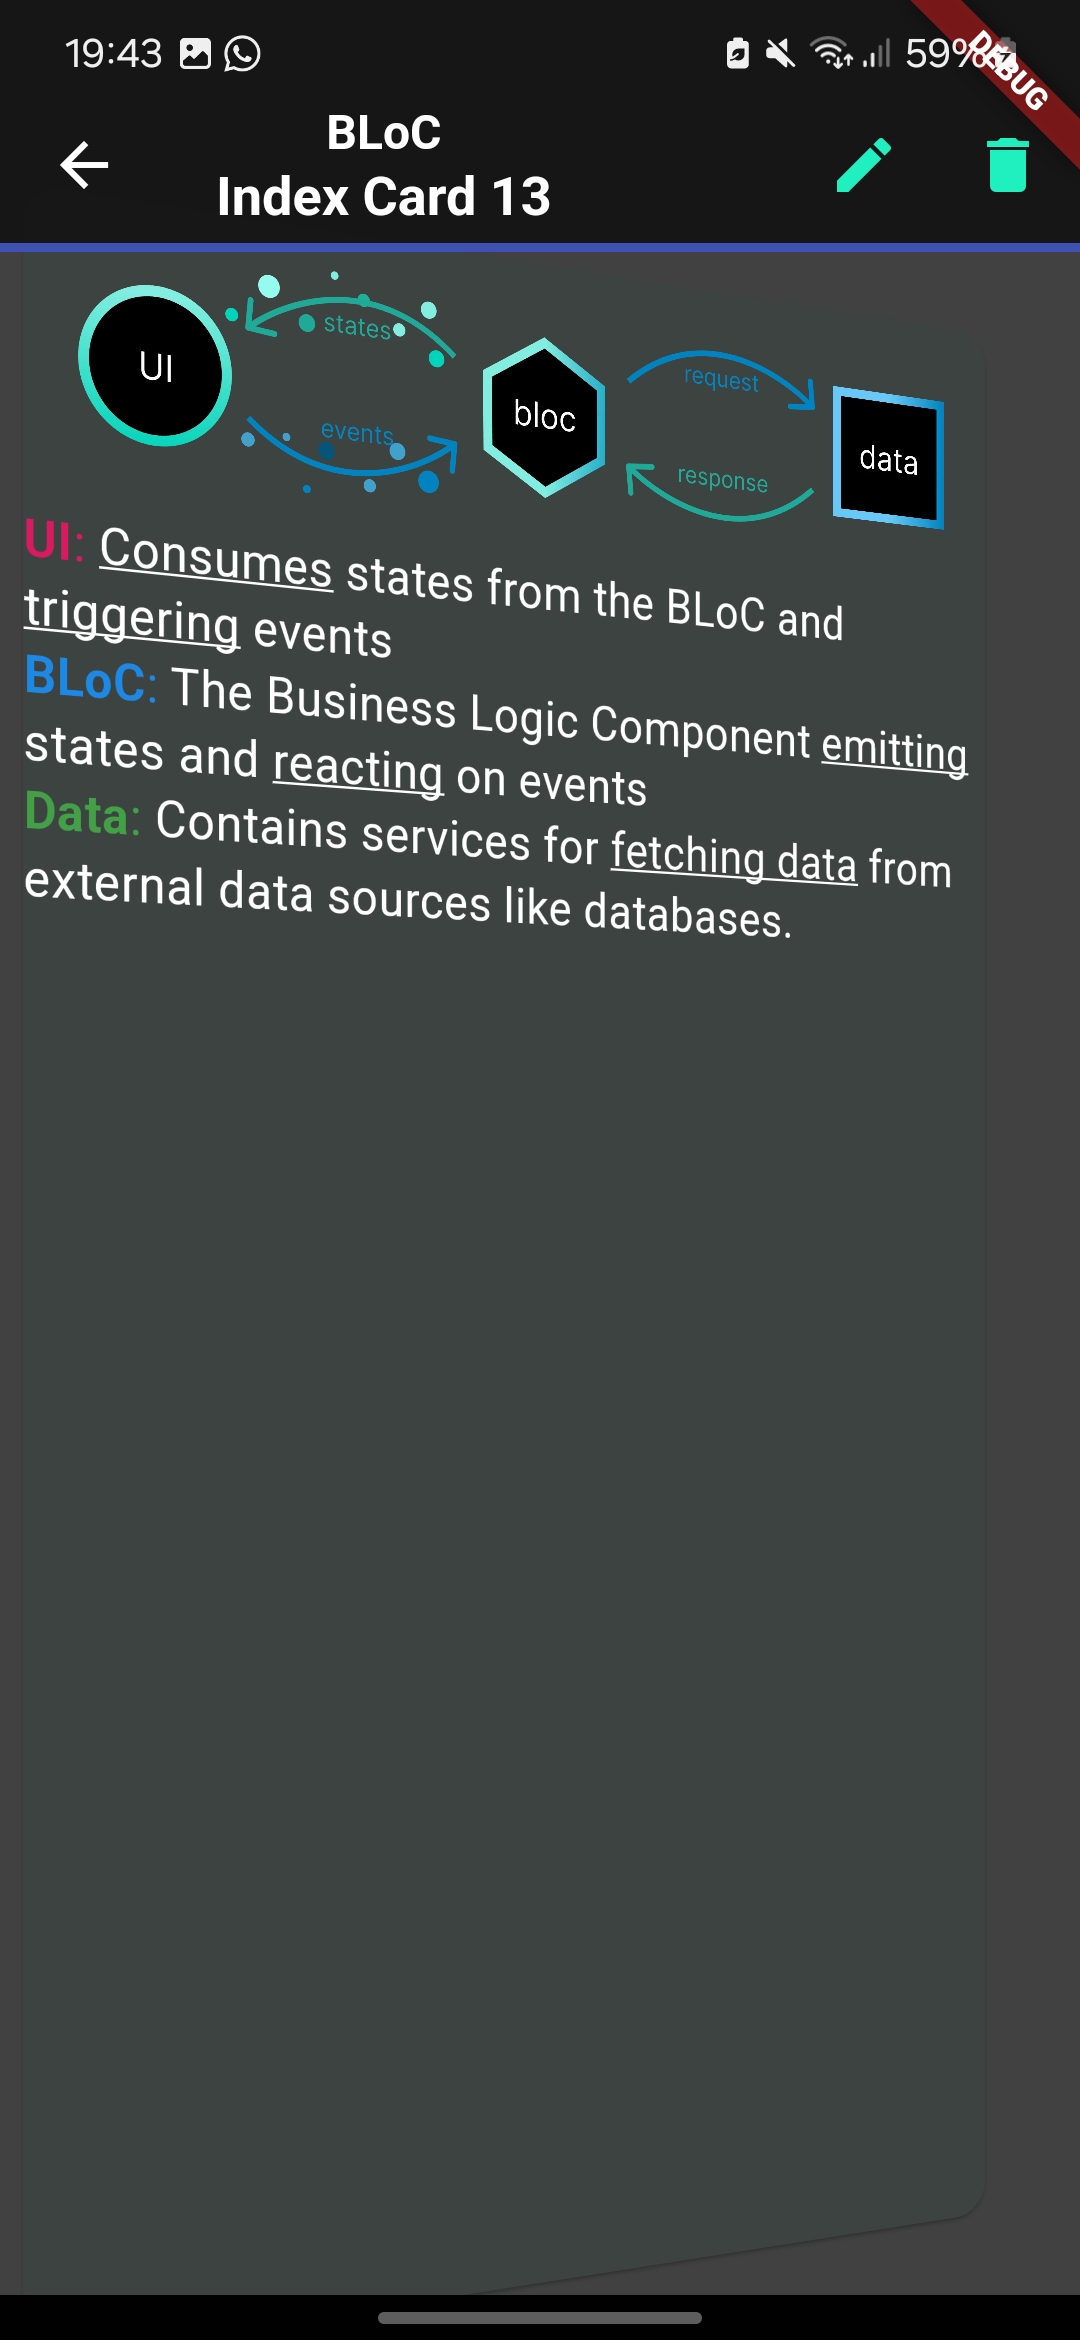 19:43
59%
DEBUG
BLoC
Index Card 13
states
UI
request
bloc
events
data
response
UI: Consumes states from the BLoC and
triggering events
BLoC: The Business Logic Component emitting
states and reacting on events
Data: Contains services for fetching data from
external data sources like databases.